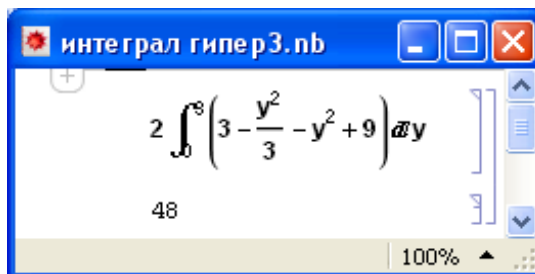 интеграл гипер3.nb
2 ∫₀³ (3 - y²/3 - y² + 9) ⅆy
48
100%